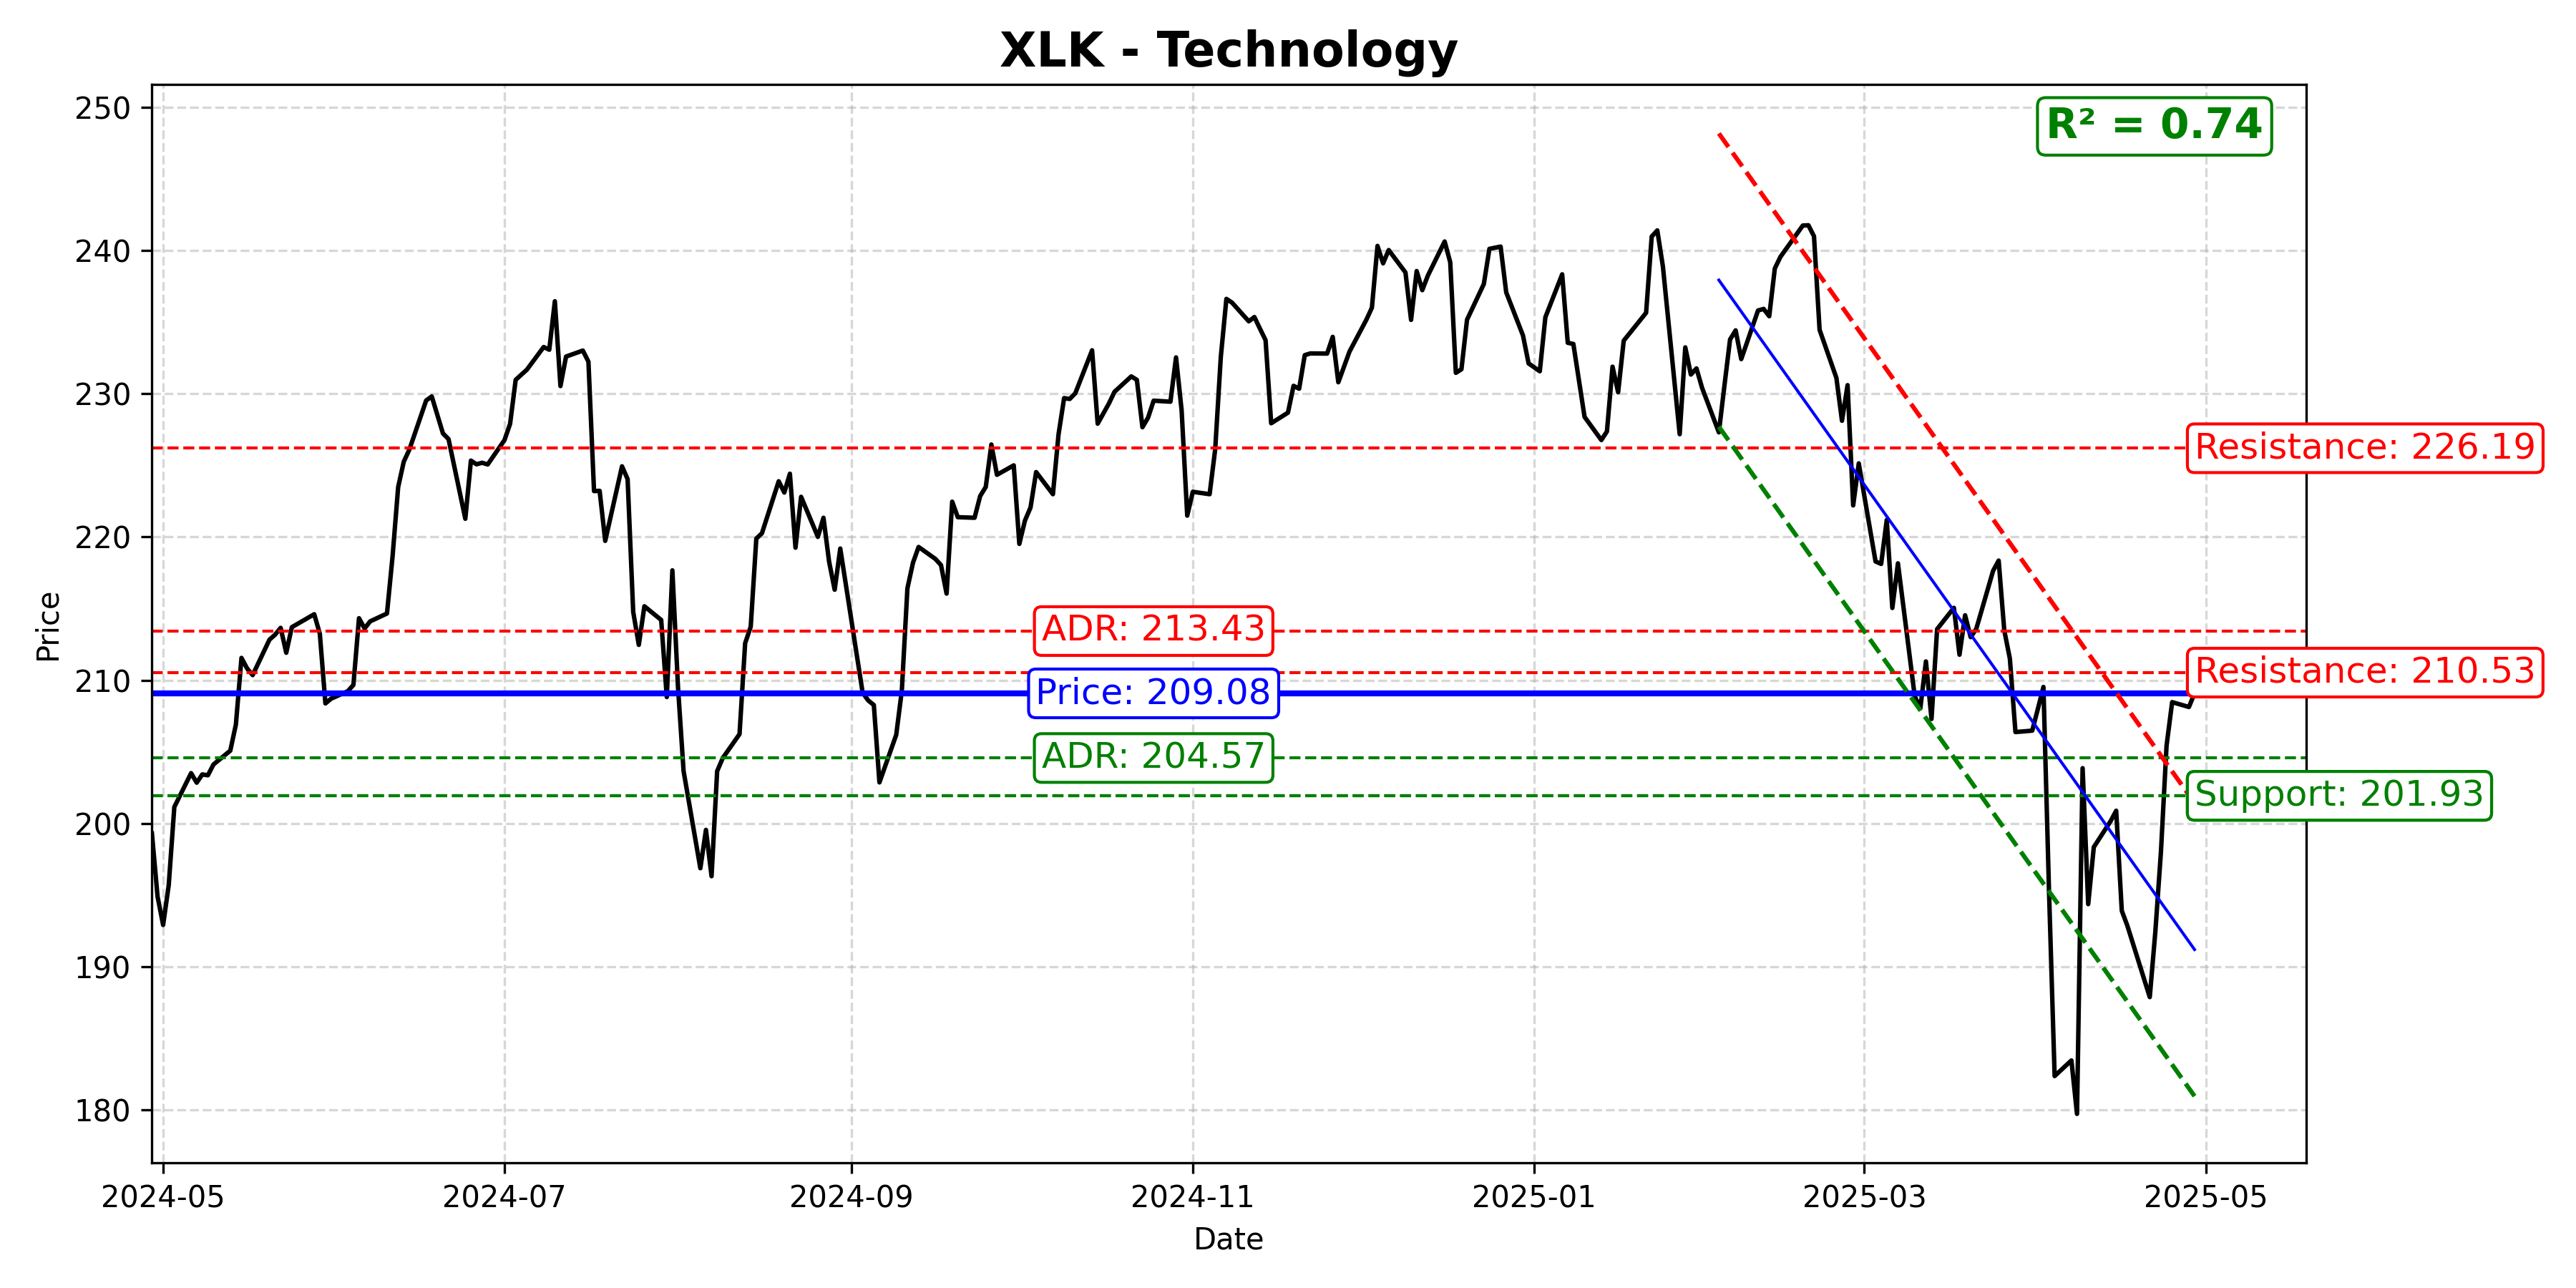 XLK - Technology
R² = 0.74
250
240
230
220
210
200
190
180
Price
Resistance: 226.19
ADR: 213.43
Resistance: 210.53
Price: 209.08
ADR: 204.57
Support: 201.93
2024-05
2024-07
2024-09
2024-11
2025-01
2025-03
2025-05
Date